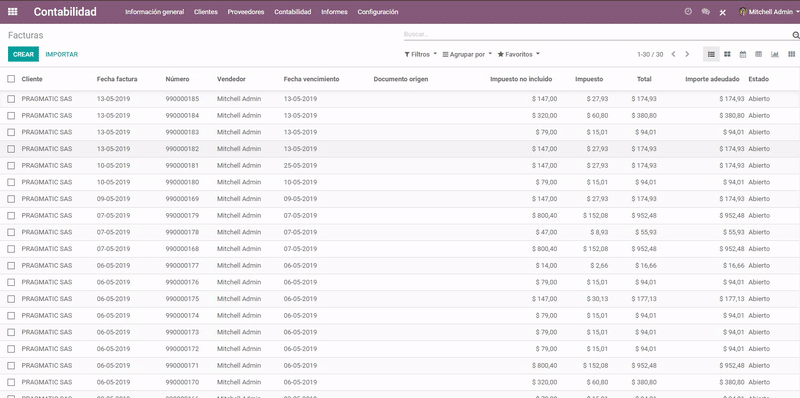 Contabilidad Información general Clientes Proveedores Contabilidad Informes Configuración Mitchell Admin
Facturas Buscar...
CREAR IMPORTAR Filtros Agrupar por Favoritos 1-30 / 30
Cliente Fecha factura Número Vendedor Fecha vencimiento Documento origen Impuesto no incluido Impuesto Total Importe adeudado Estado
PRAGMATIC SAS 13-05-2019 990000185 Mitchell Admin 13-05-2019 $ 147,00 $ 27,93 $ 174,93 $ 174,93 Abierto
PRAGMATIC SAS 13-05-2019 990000184 Mitchell Admin 13-05-2019 $ 320,00 $ 60,80 $ 380,80 $ 380,80 Abierto
PRAGMATIC SAS 13-05-2019 990000183 Mitchell Admin 13-05-2019 $ 79,00 $ 15,01 $ 94,01 $ 94,01 Abierto
PRAGMATIC SAS 13-05-2019 990000182 Mitchell Admin 13-05-2019 $ 147,00 $ 27,93 $ 174,93 $ 174,93 Abierto
PRAGMATIC SAS 10-05-2019 990000181 Mitchell Admin 25-05-2019 $ 147,00 $ 27,93 $ 174,93 $ 174,93 Abierto
PRAGMATIC SAS 10-05-2019 990000180 Mitchell Admin 10-05-2019 $ 79,00 $ 15,01 $ 94,01 $ 94,01 Abierto
PRAGMATIC SAS 09-05-2019 990000169 Mitchell Admin 09-05-2019 $ 147,00 $ 27,93 $ 174,93 $ 174,93 Abierto
PRAGMATIC SAS 07-05-2019 990000179 Mitchell Admin 07-05-2019 $ 800,40 $ 152,08 $ 952,48 $ 952,48 Abierto
PRAGMATIC SAS 07-05-2019 990000178 Mitchell Admin 07-05-2019 $ 47,00 $ 8,93 $ 55,93 $ 55,93 Abierto
PRAGMATIC SAS 07-05-2019 990000168 Mitchell Admin 07-05-2019 $ 800,40 $ 152,08 $ 952,48 $ 952,48 Abierto
PRAGMATIC SAS 06-05-2019 990000177 Mitchell Admin 06-05-2019 $ 14,00 $ 2,66 $ 16,66 $ 16,66 Abierto
PRAGMATIC SAS 06-05-2019 990000176 Mitchell Admin 06-05-2019 $ 79,00 $ 15,01 $ 94,01 $ 94,01 Abierto
PRAGMATIC SAS 06-05-2019 990000175 Mitchell Admin 06-05-2019 $ 147,00 $ 30,13 $ 177,13 $ 177,13 Abierto
PRAGMATIC SAS 06-05-2019 990000174 Mitchell Admin 06-05-2019 $ 79,00 $ 15,01 $ 94,01 $ 94,01 Abierto
PRAGMATIC SAS 06-05-2019 990000173 Mitchell Admin 06-05-2019 $ 79,00 $ 15,01 $ 94,01 $ 94,01 Abierto
PRAGMATIC SAS 06-05-2019 990000172 Mitchell Admin 06-05-2019 $ 79,00 $ 15,01 $ 94,01 $ 94,01 Abierto
PRAGMATIC SAS 06-05-2019 990000171 Mitchell Admin 06-05-2019 $ 800,40 $ 152,08 $ 952,48 $ 952,48 Abierto
PRAGMATIC SAS 06-05-2019 990000170 Mitchell Admin 06-05-2019 $ 320,00 $ 60,80 $ 380,80 $ 380,80 Abierto